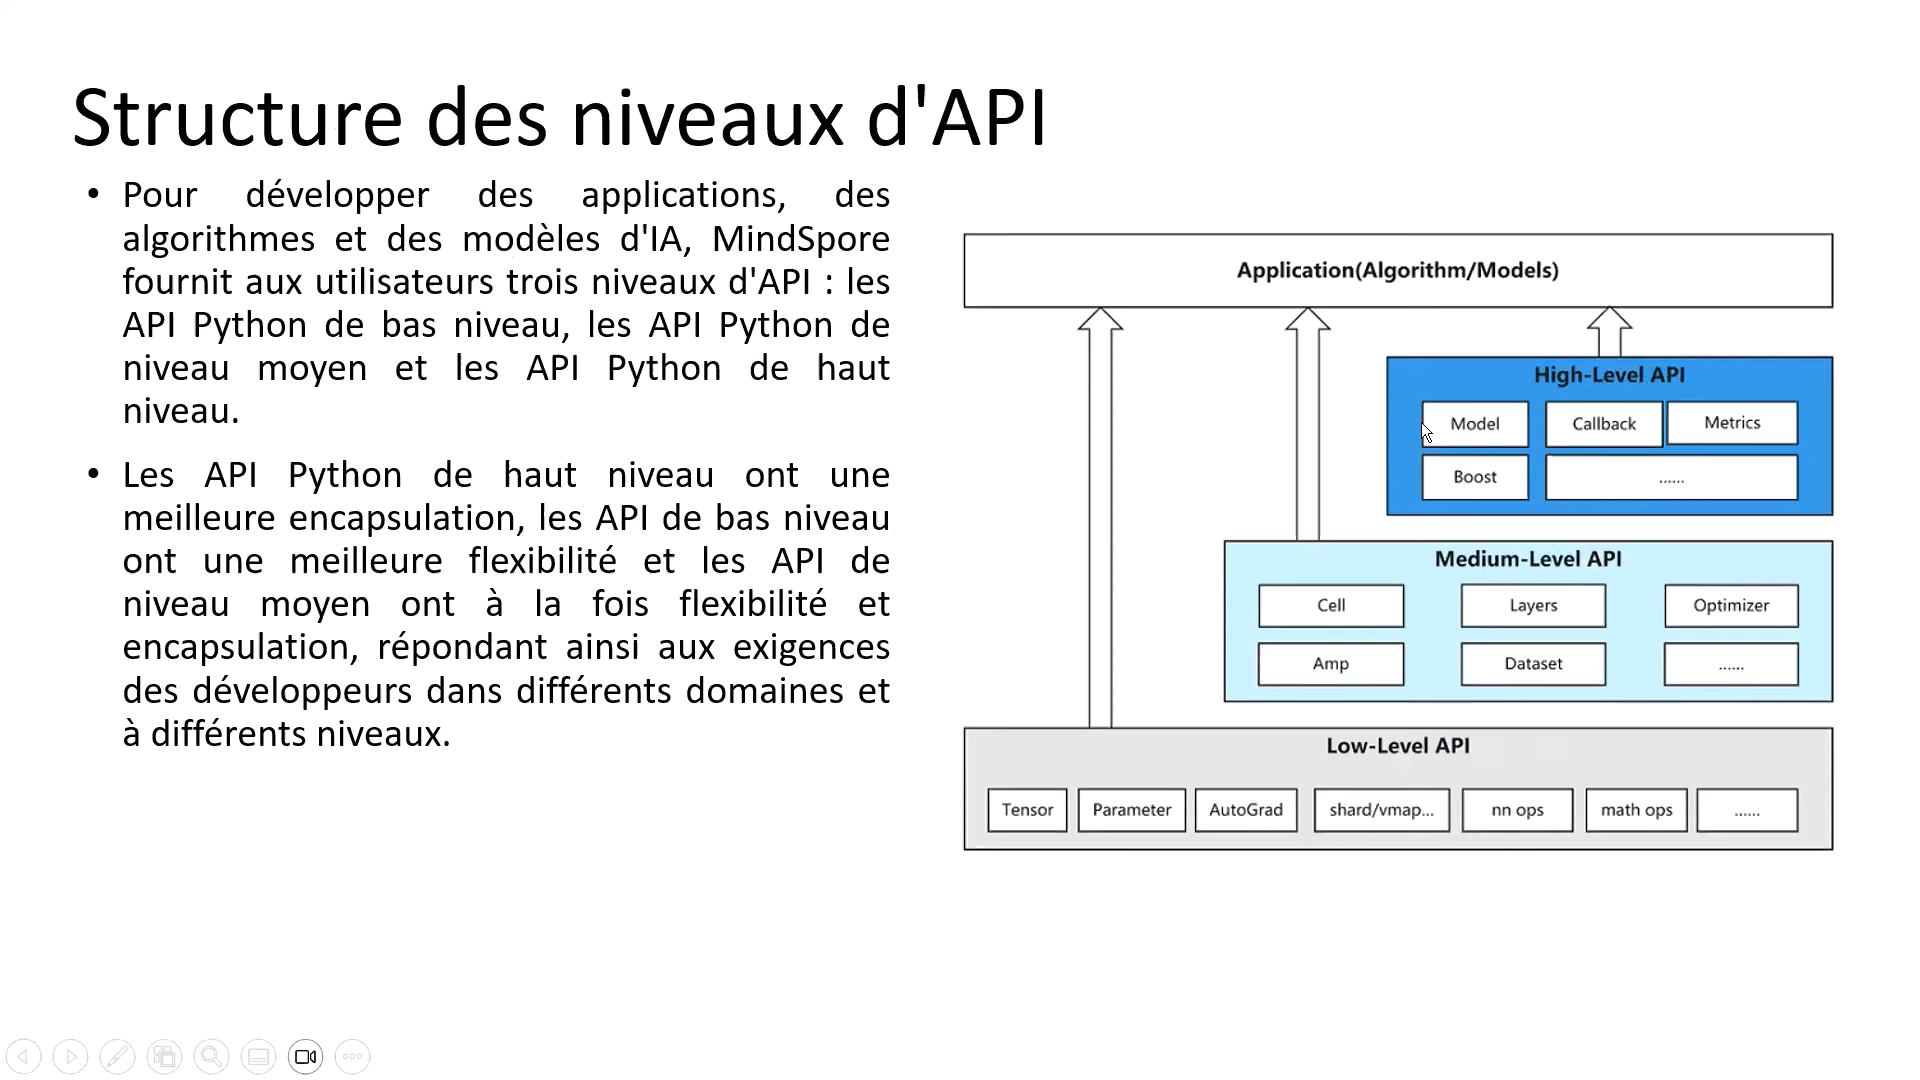 Structure des niveaux d'API
• Pour développer des applications, des
algorithmes et des modèles d'IA, MindSpore
fournit aux utilisateurs trois niveaux d'API : les
API Python de bas niveau, les API Python de
niveau moyen et les API Python de haut
niveau.
• Les API Python de haut niveau ont une
meilleure encapsulation, les API de bas niveau
ont une meilleure flexibilité et les API de
niveau moyen ont à la fois flexibilité et
encapsulation, répondant ainsi aux exigences
des développeurs dans différents domaines et
à différents niveaux.
Application(Algorithm/Models)
High-Level API
Model Callback Metrics
Boost ......
Medium-Level API
Cell Layers Optimizer
Amp Dataset ......
Low-Level API
Tensor Parameter AutoGrad shard/vmap... nn ops math ops ......